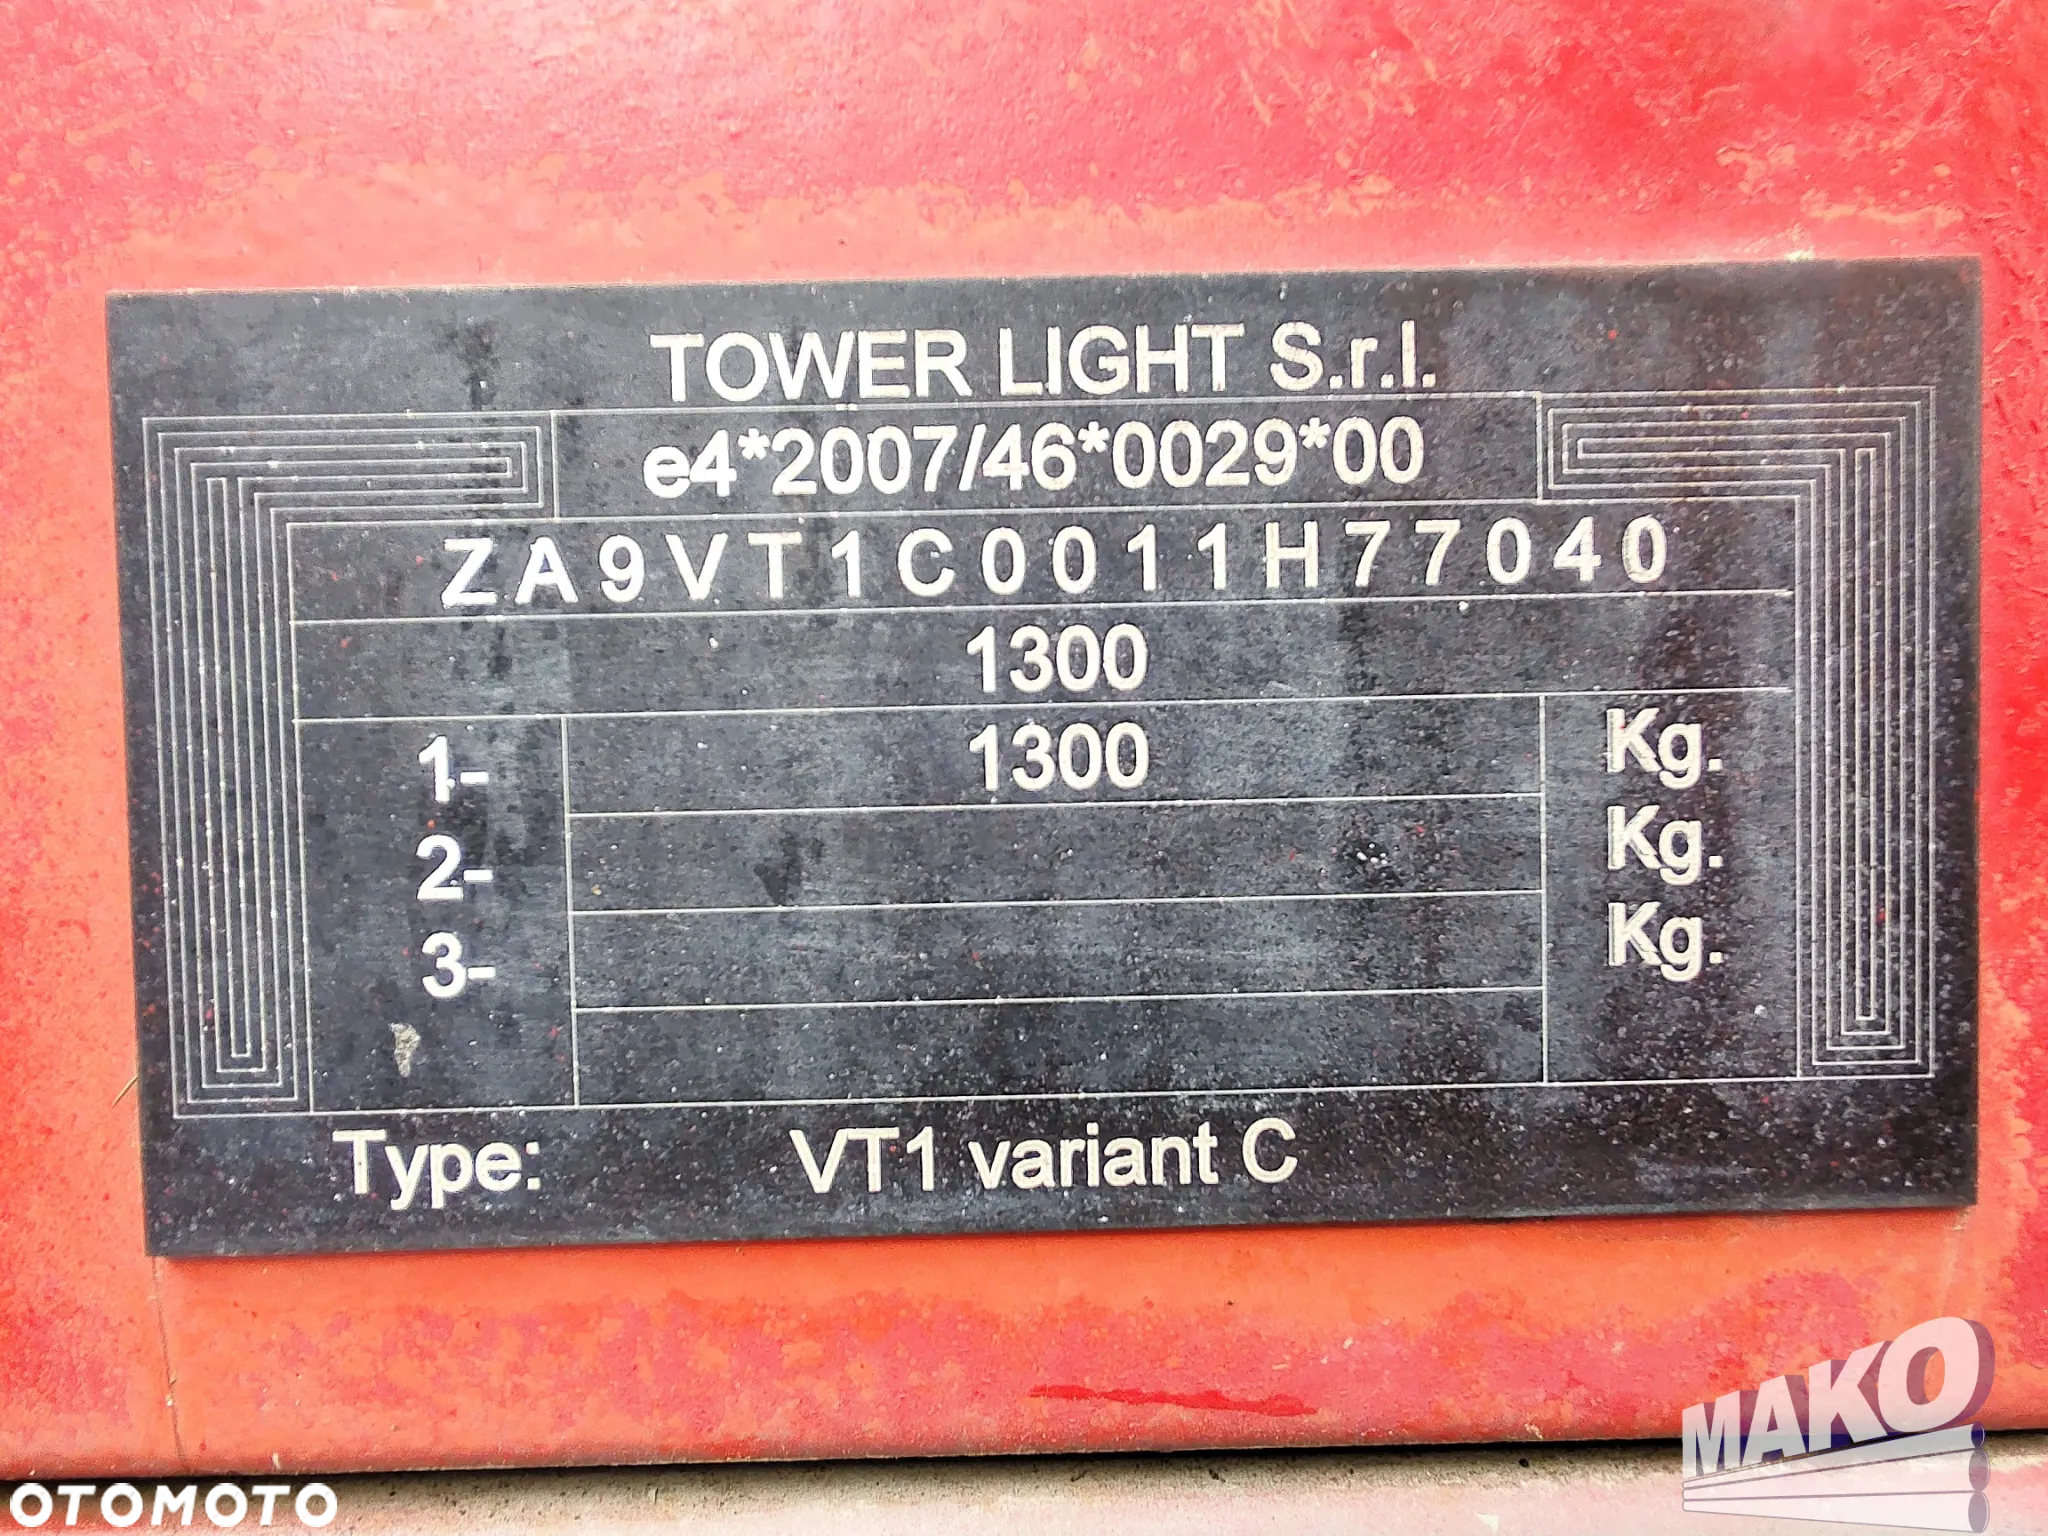 TOWER LIGHT S.r.l.
e4*2007/46*0029*00
ZA9VT1C0011H77040
1300
1- 1300 Kg.
2- Kg.
3- Kg.
Type: VT1 variant C
MAKO
OTOMOTO